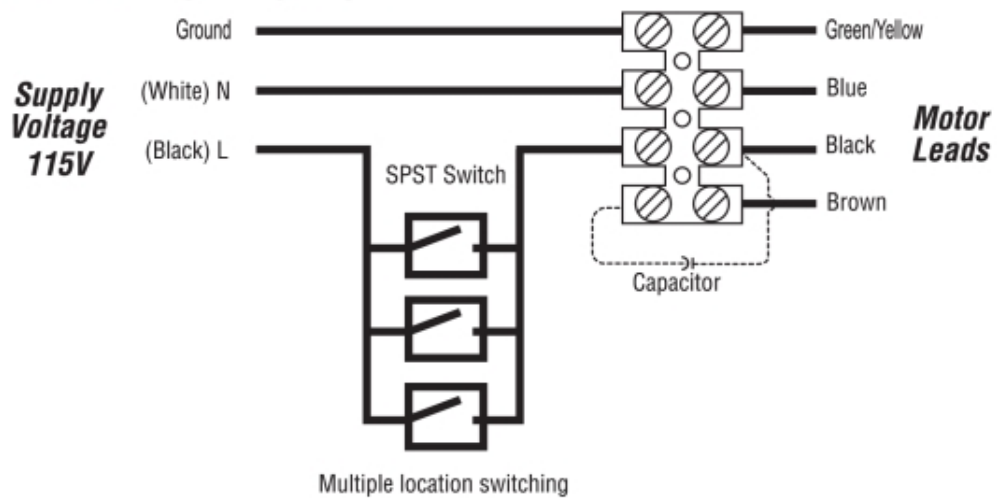 Ground
Green/Yellow
Supply
Voltage
115V
(White) N
Blue
(Black) L
Black
Motor
Leads
SPST Switch
Brown
Capacitor
Multiple location switching